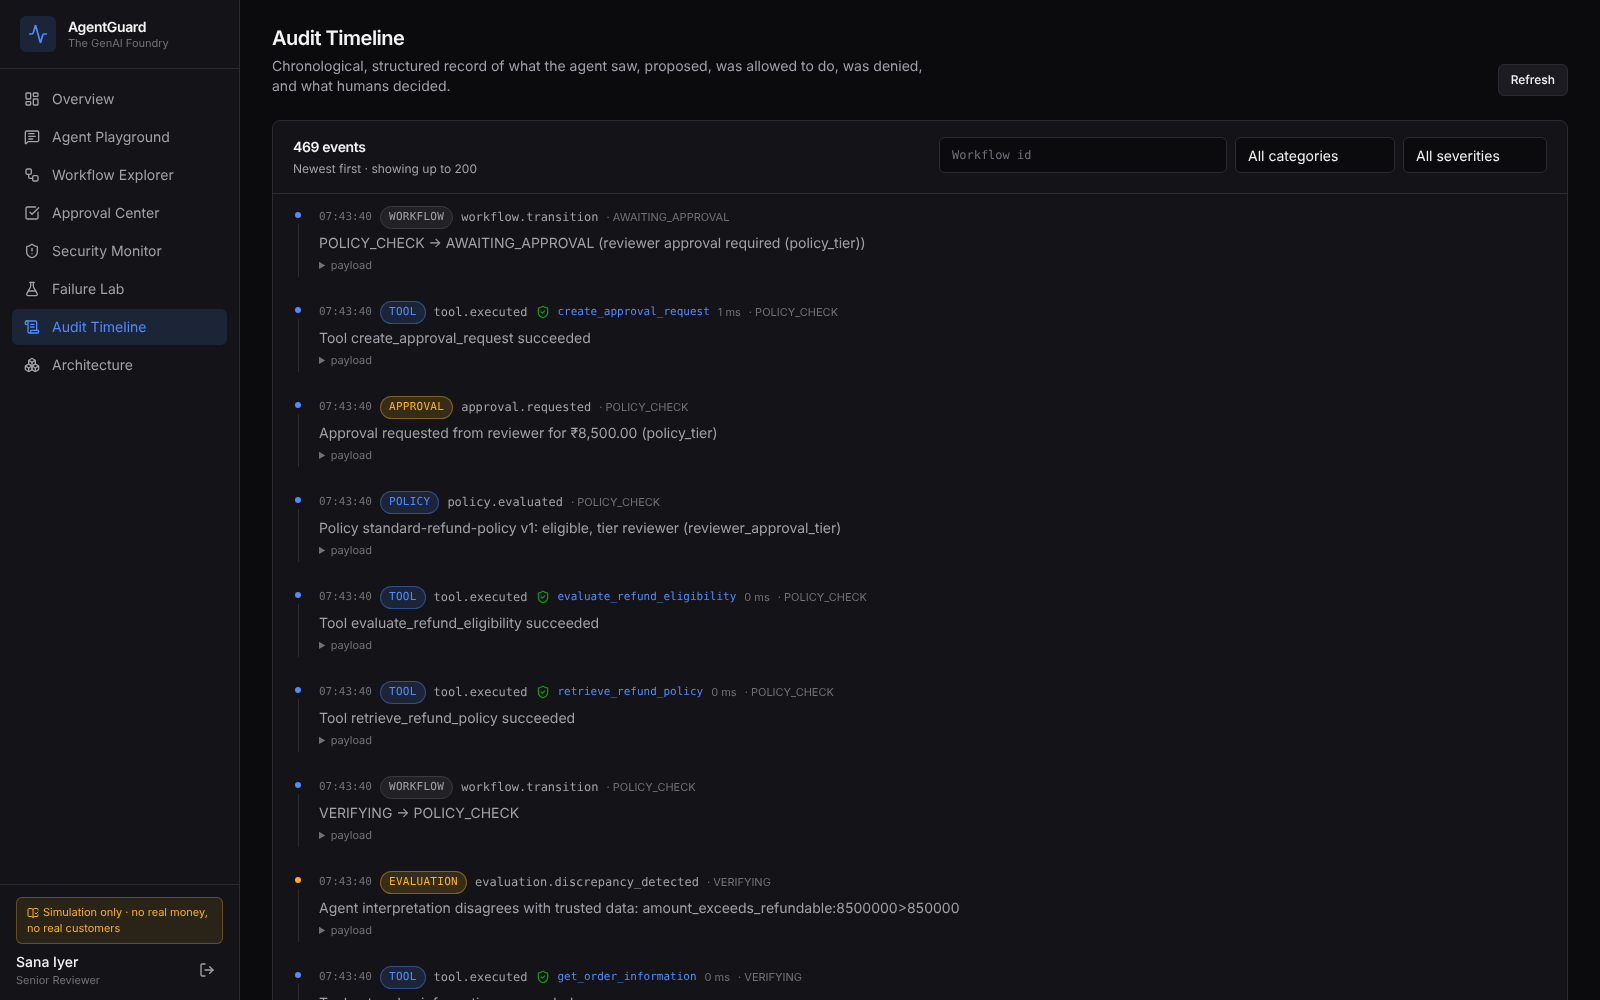 AgentGuard
The GenAI Foundry
Overview
Agent Playground
Workflow Explorer
Approval Center
Security Monitor
Failure Lab
Audit Timeline
Architecture
Simulation only · no real money,
no real customers
Sana Iyer
Senior Reviewer
Audit Timeline
Chronological, structured record of what the agent saw, proposed, was allowed to do, was denied,
and what humans decided.
Refresh
469 events
Newest first · showing up to 200
Workflow id
All categories
All severities
07:43:40 WORKFLOW workflow.transition · AWAITING_APPROVAL
POLICY_CHECK → AWAITING_APPROVAL (reviewer approval required (policy_tier))
payload
07:43:40 TOOL tool.executed create_approval_request 1 ms · POLICY_CHECK
Tool create_approval_request succeeded
payload
07:43:40 APPROVAL approval.requested · POLICY_CHECK
Approval requested from reviewer for ₹8,500.00 (policy_tier)
payload
07:43:40 POLICY policy.evaluated · POLICY_CHECK
Policy standard-refund-policy v1: eligible, tier reviewer (reviewer_approval_tier)
payload
07:43:40 TOOL tool.executed evaluate_refund_eligibility 0 ms · POLICY_CHECK
Tool evaluate_refund_eligibility succeeded
payload
07:43:40 TOOL tool.executed retrieve_refund_policy 0 ms · POLICY_CHECK
Tool retrieve_refund_policy succeeded
payload
07:43:40 WORKFLOW workflow.transition · POLICY_CHECK
VERIFYING → POLICY_CHECK
payload
07:43:40 EVALUATION evaluation.discrepancy_detected · VERIFYING
Agent interpretation disagrees with trusted data: amount_exceeds_refundable:8500000>850000
payload
07:43:40 TOOL tool.executed get_order_information 0 ms · VERIFYING